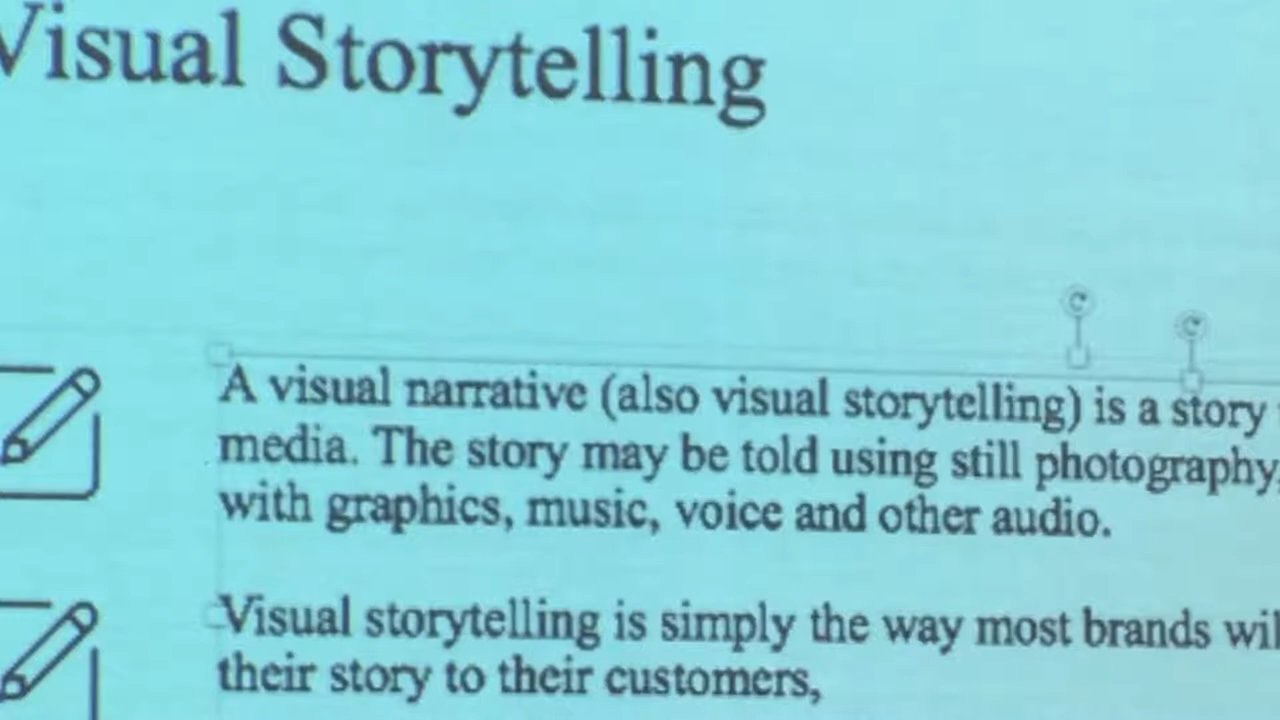 Visual Storytelling
A visual narrative (also visual storytelling) is a story
media. The story may be told using still photography,
with graphics, music, voice and other audio.
Visual storytelling is simply the way most brands
their story to their customers,